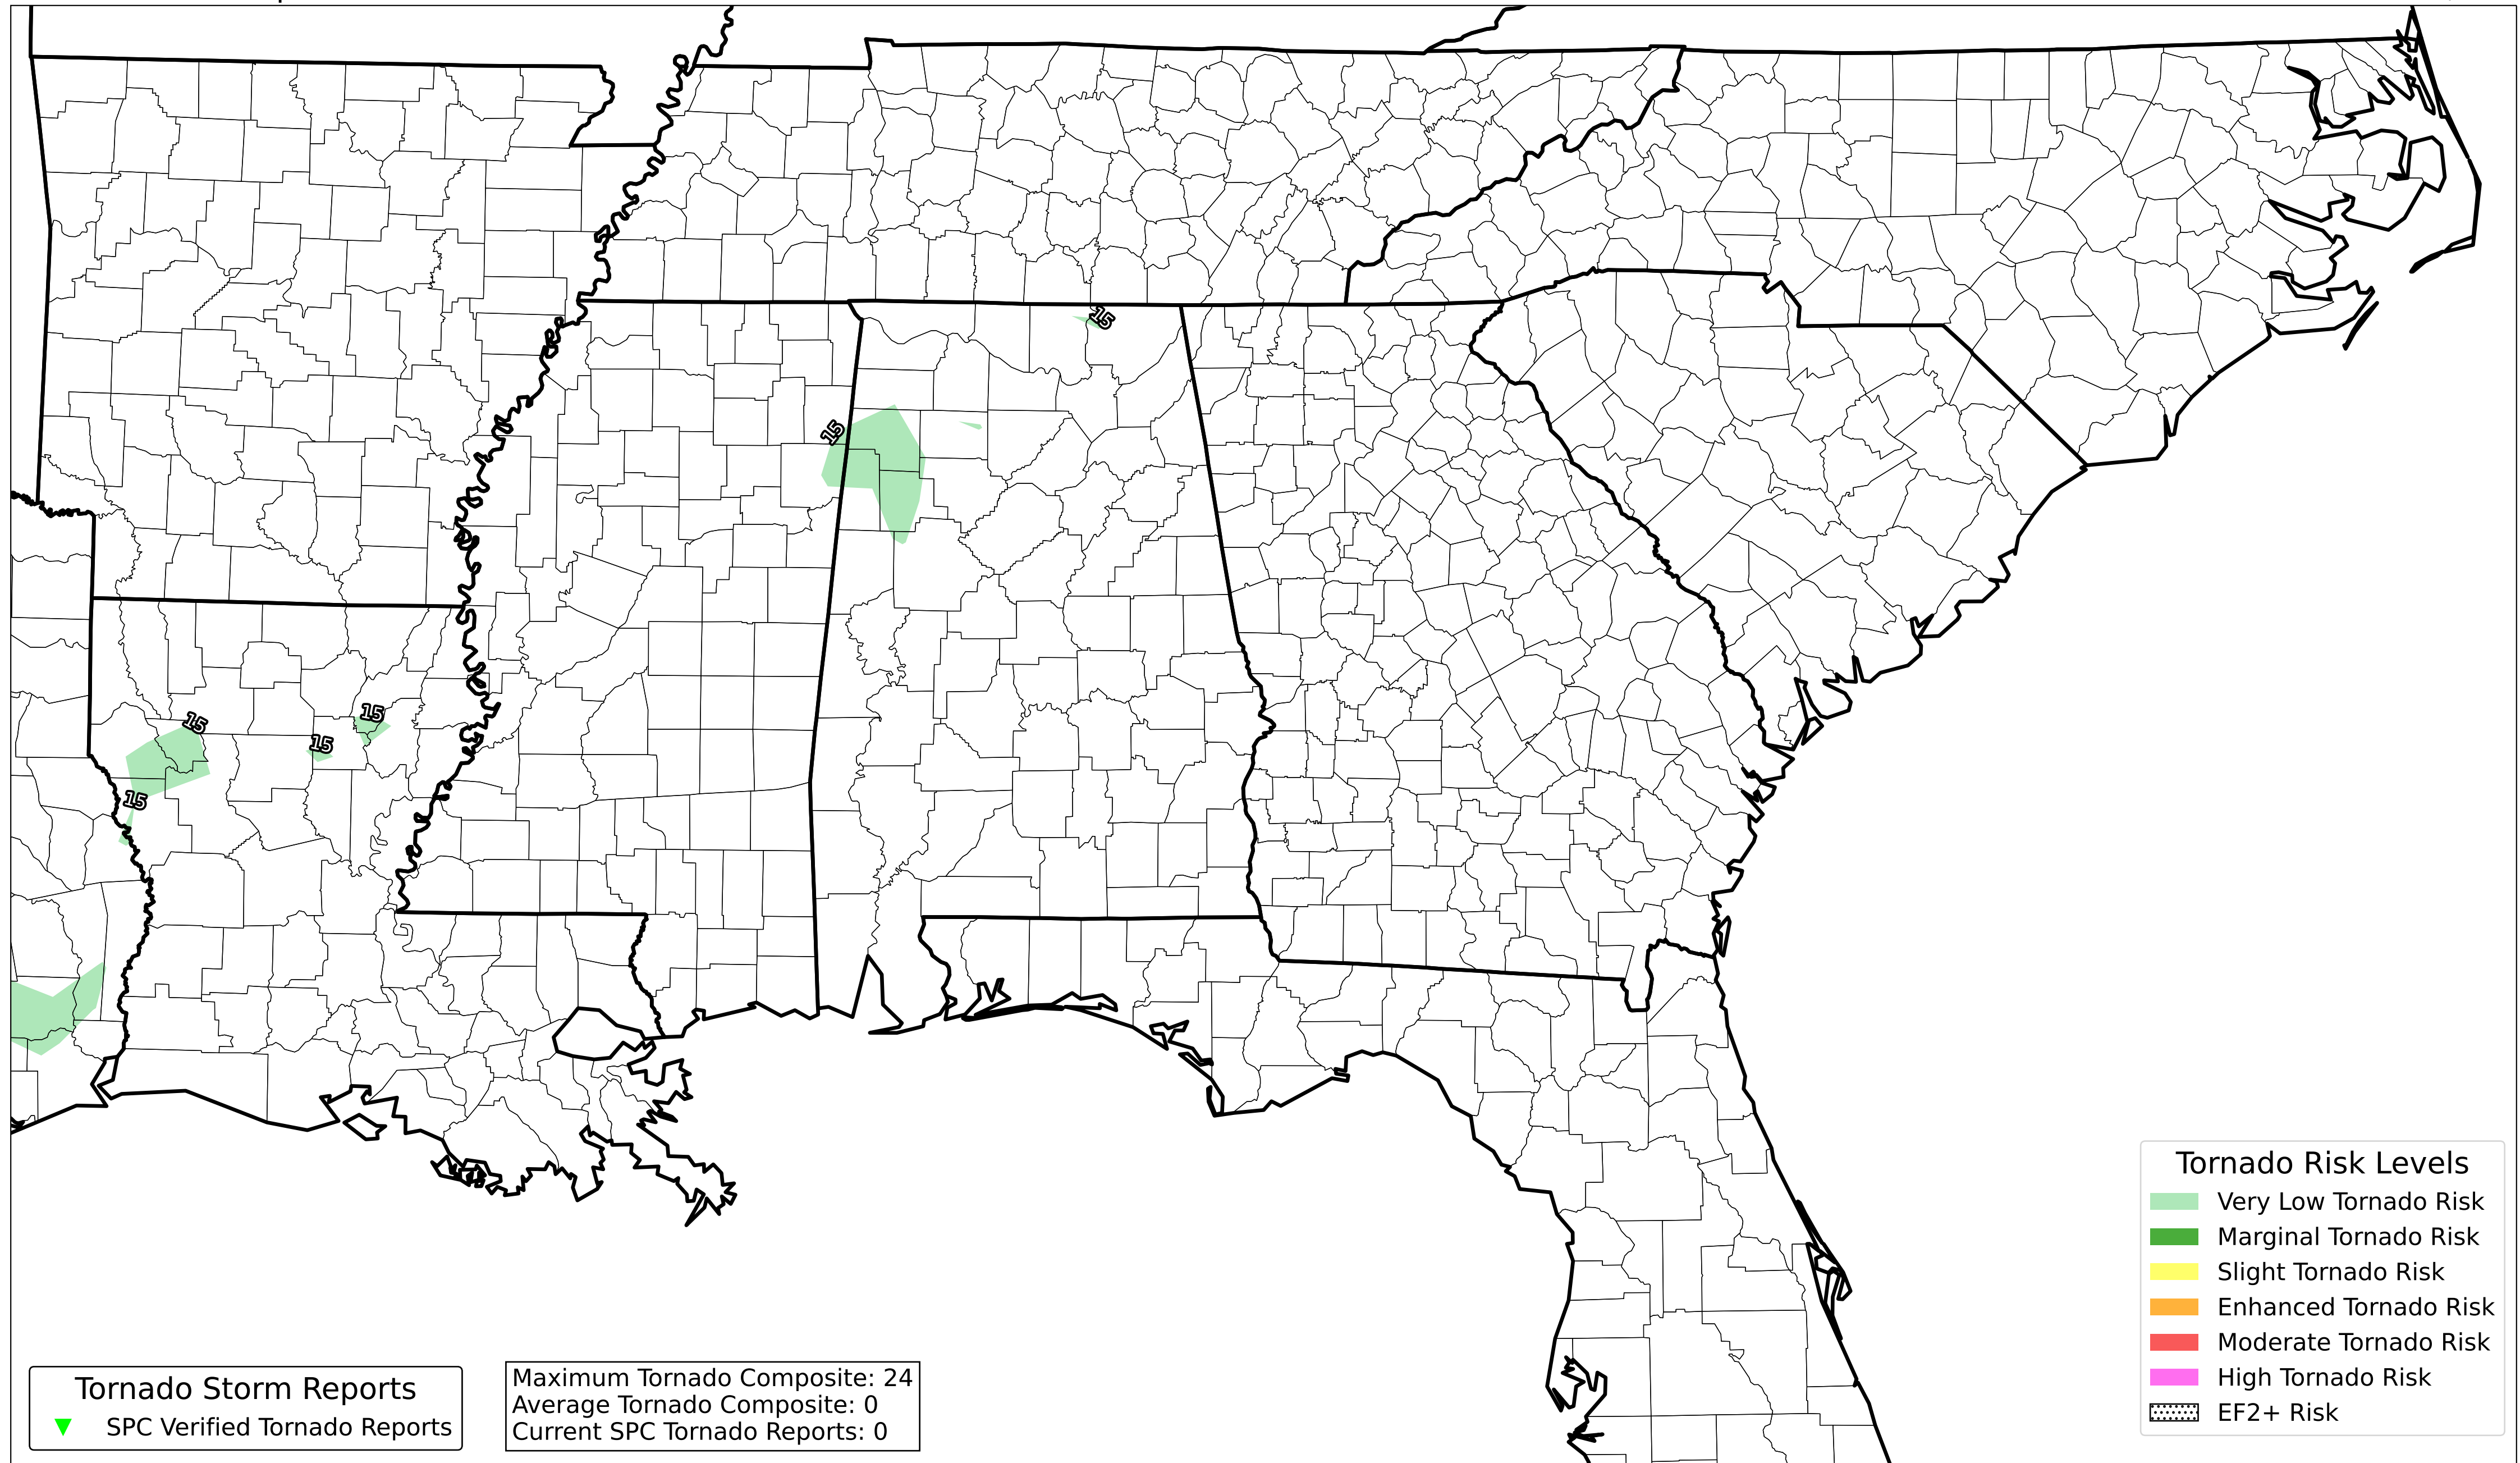 15
15
15
15
15
15
Tornado Risk Levels
Very Low Tornado Risk
Marginal Tornado Risk
Slight Tornado Risk
Enhanced Tornado Risk
Moderate Tornado Risk
High Tornado Risk
EF2+ Risk
Tornado Storm Reports
SPC Verified Tornado Reports
Maximum Tornado Composite: 24
Average Tornado Composite: 0
Current SPC Tornado Reports: 0